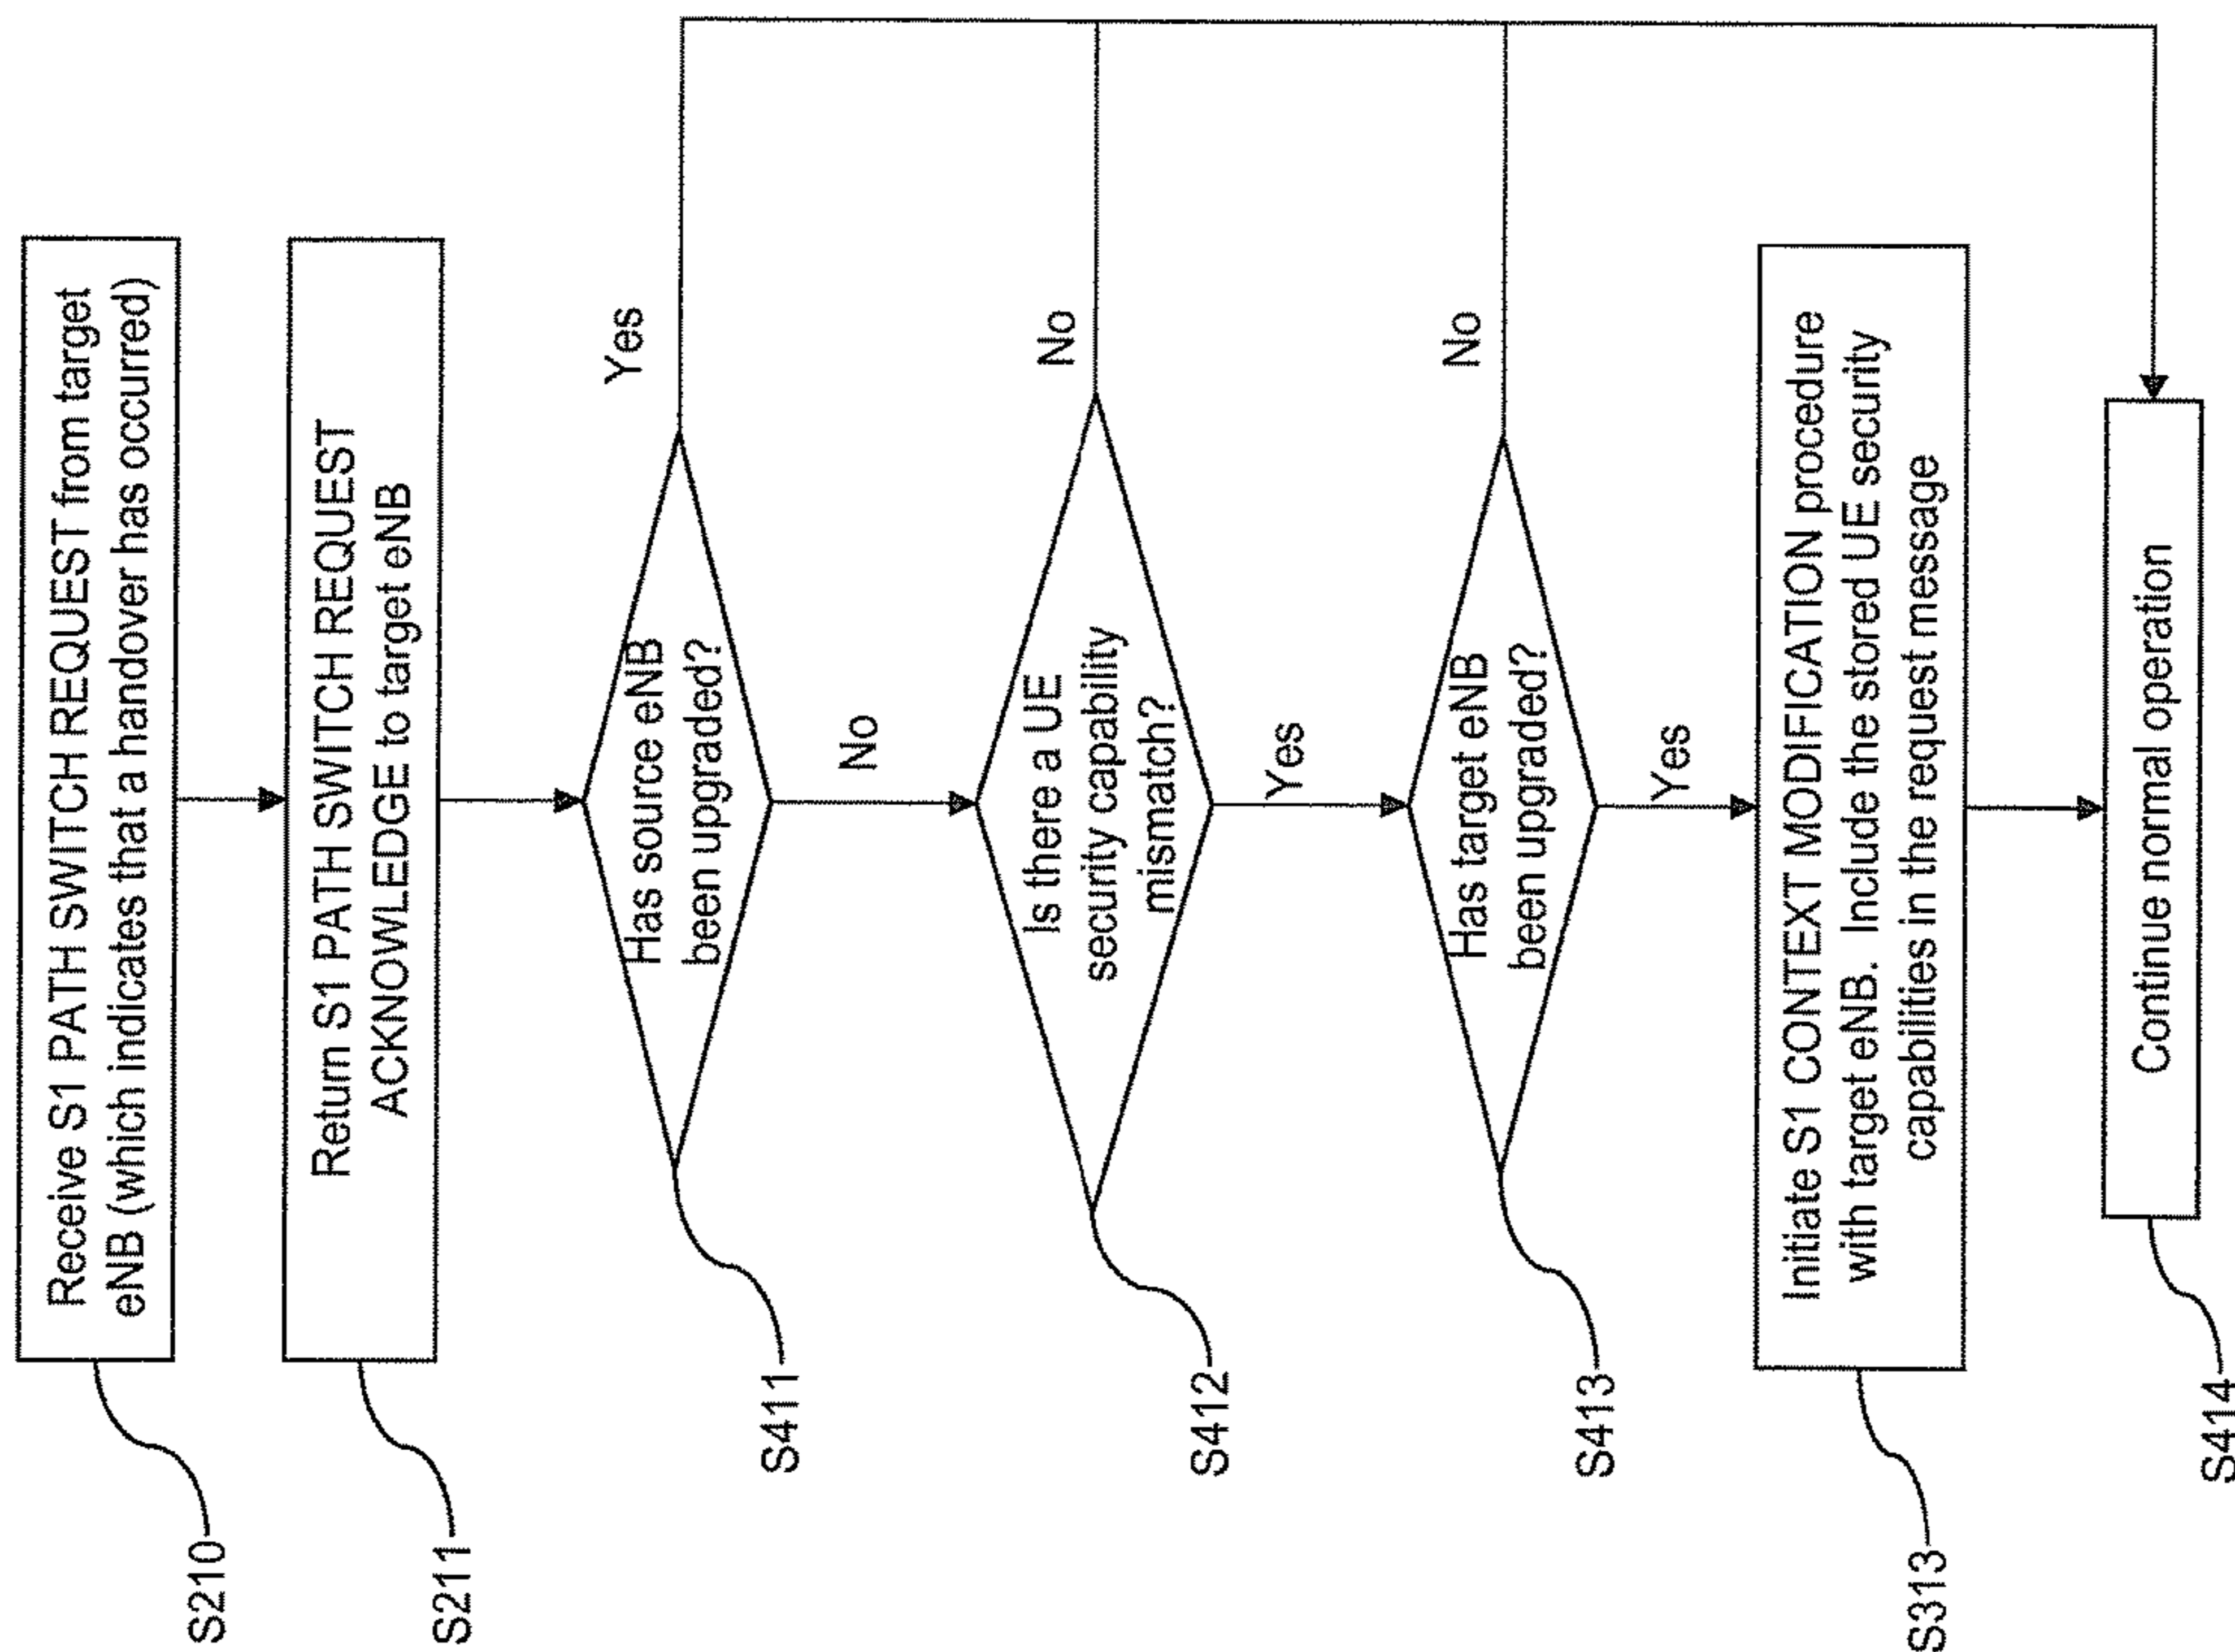 Receive S1 PATH SWITCH REQUEST from target
eNB (which indicates that a handover has occurred)
S210
Return S1 PATH SWITCH REQUEST
ACKNOWLEDGE to target eNB
S211
Has source eNB
been upgraded?
Yes
No
S411
Is there a UE
security capability
mismatch?
No
Yes
S412
Has target eNB
been upgraded?
No
Yes
S413
Initiate S1 CONTEXT MODIFICATION procedure
with target eNB. Include the stored UE security
capabilities in the request message
S313
Continue normal operation
S414